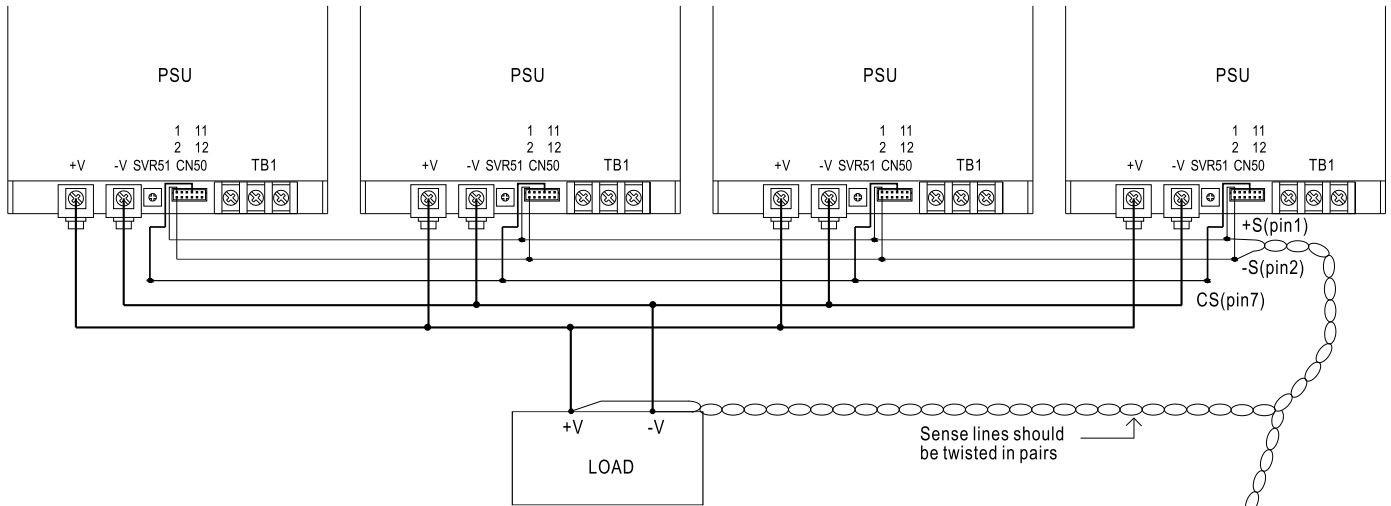 PSU PSU PSU PSU
1 11 1 11 1 11 1 11
2 12 2 12 2 12 2 12
+V -V SVR51 CN50 TB1 +V -V SVR51 CN50 TB1 +V -V SVR51 CN50 TB1 +V -V SVR51 CN50 TB1
+S(pin1)
-S(pin2)
CS(pin7)
+V -V
LOAD
Sense lines should
be twisted in pairs